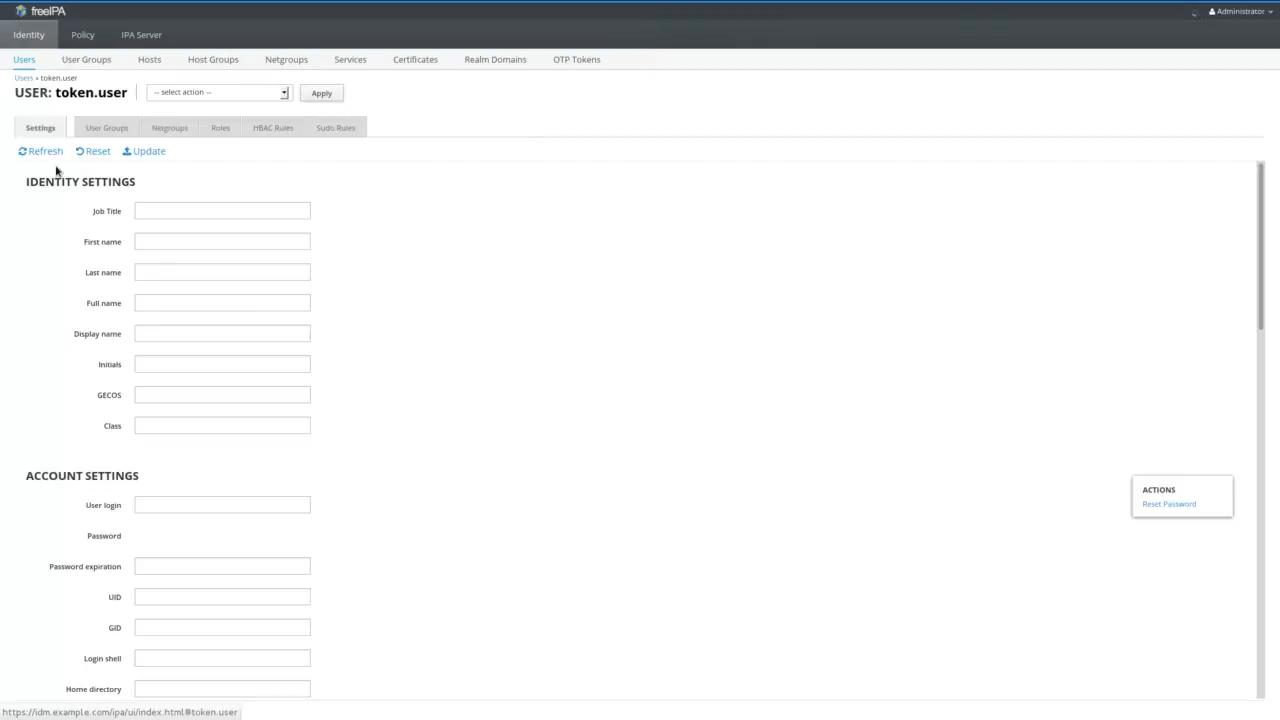 freeIPA
Administrator
Identity Policy IPA Server
Users User Groups Hosts Host Groups Netgroups Services Certificates Realm Domains OTP Tokens
Users » token.user
USER: token.user
-- select action --
Apply
Settings User Groups Netgroups Roles HBAC Rules Sudo Rules
Refresh Reset Update
IDENTITY SETTINGS
Job Title
First name
Last name
Full name
Display name
Initials
GECOS
Class
ACCOUNT SETTINGS
User login
Password
Password expiration
UID
GID
Login shell
Home directory
ACTIONS
Reset Password
https://idm.example.com/ipa/ui/index.html#token.user